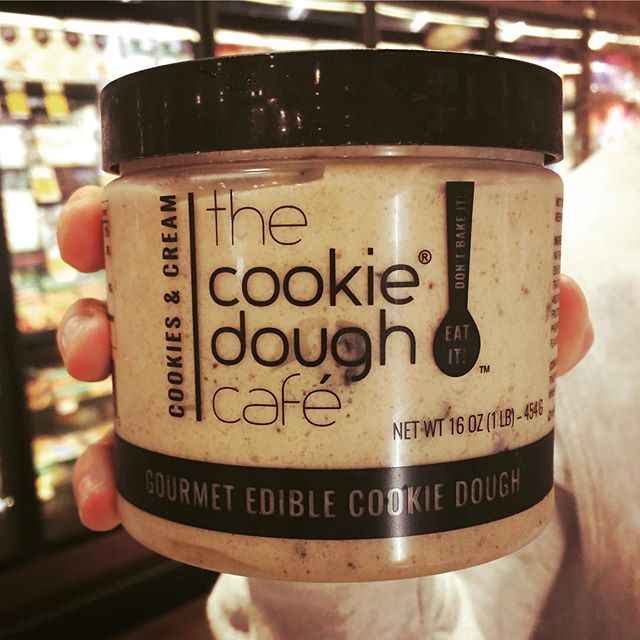 COOKIES & CREAM
the
cookie®
dough
café
DON'T BAKE IT!
EAT
IT!
™
NET WT 16 OZ (1 LB) - 454 G
GOURMET EDIBLE COOKIE DOUGH